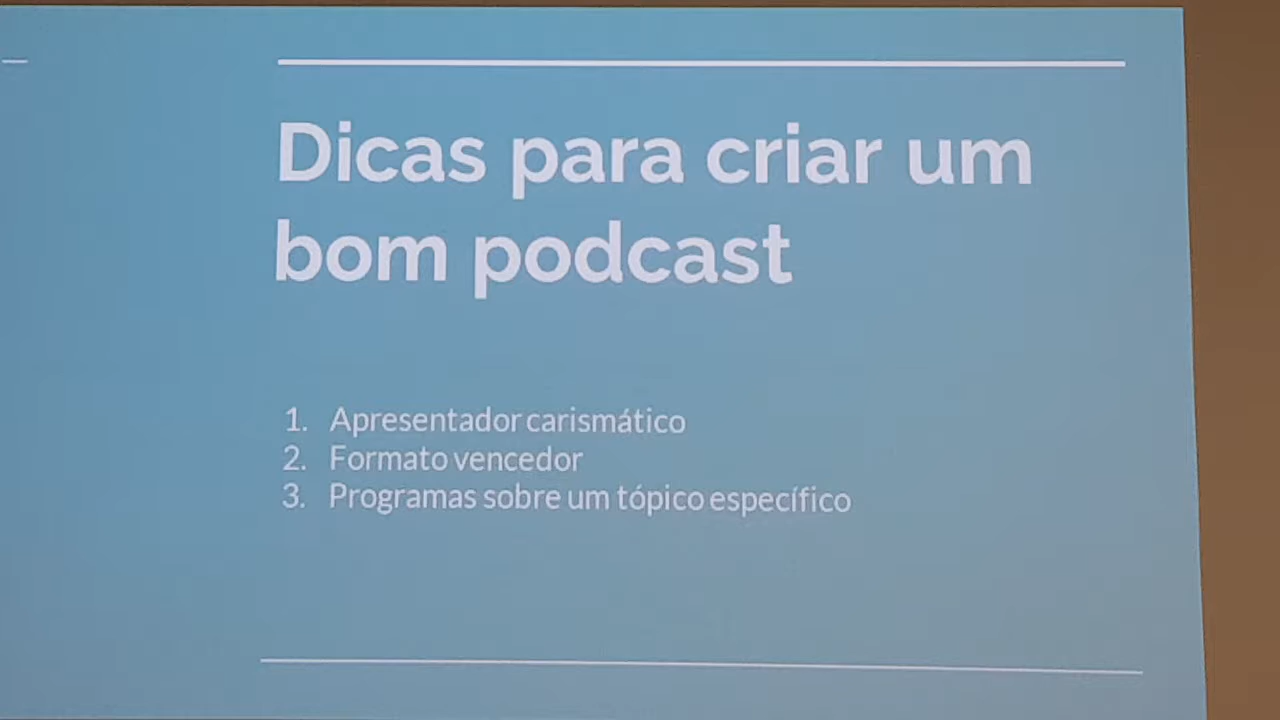 Dicas para criar um
bom podcast
1. Apresentador carismático
2. Formato vencedor
3. Programas sobre um tópico específico